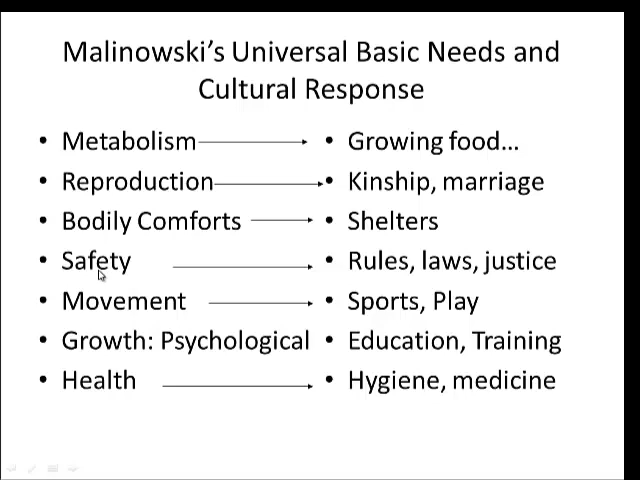 Malinowski's Universal Basic Needs and
Cultural Response
• Metabolism • Growing food...
• Reproduction • Kinship, marriage
• Bodily Comforts • Shelters
• Safety • Rules, laws, justice
• Movement • Sports, Play
• Growth: Psychological • Education, Training
• Health • Hygiene, medicine